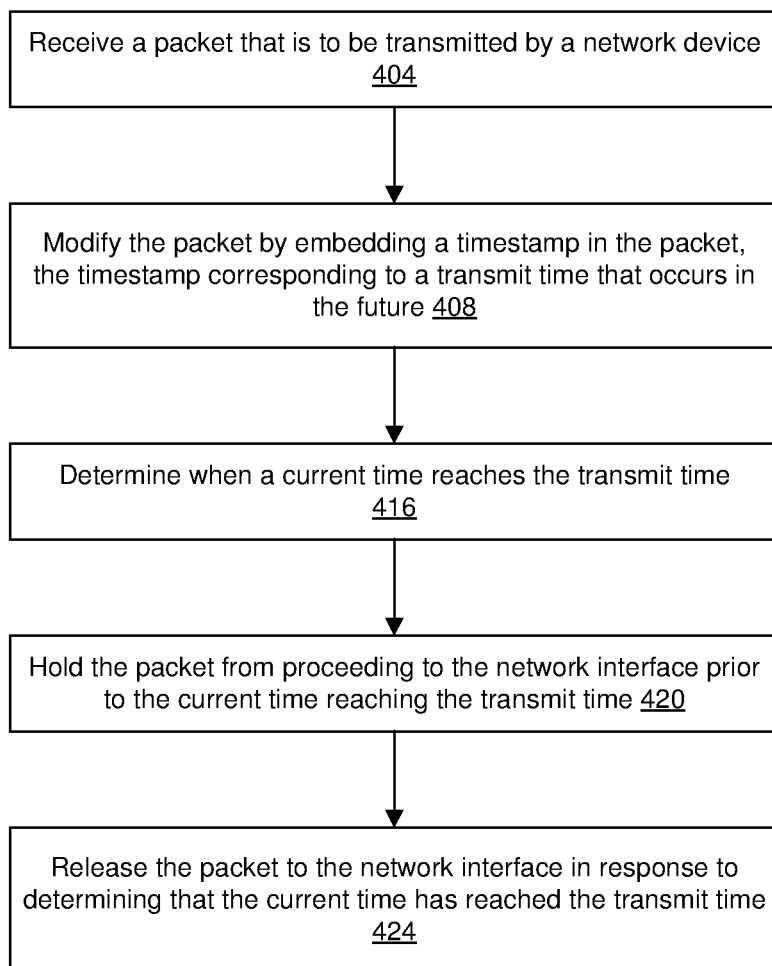 Receive a packet that is to be transmitted by a network device
404
Modify the packet by embedding a timestamp in the packet,
the timestamp corresponding to a transmit time that occurs in
the future 408
Determine when a current time reaches the transmit time
416
Hold the packet from proceeding to the network interface prior
to the current time reaching the transmit time 420
Release the packet to the network interface in response to
determining that the current time has reached the transmit time
424